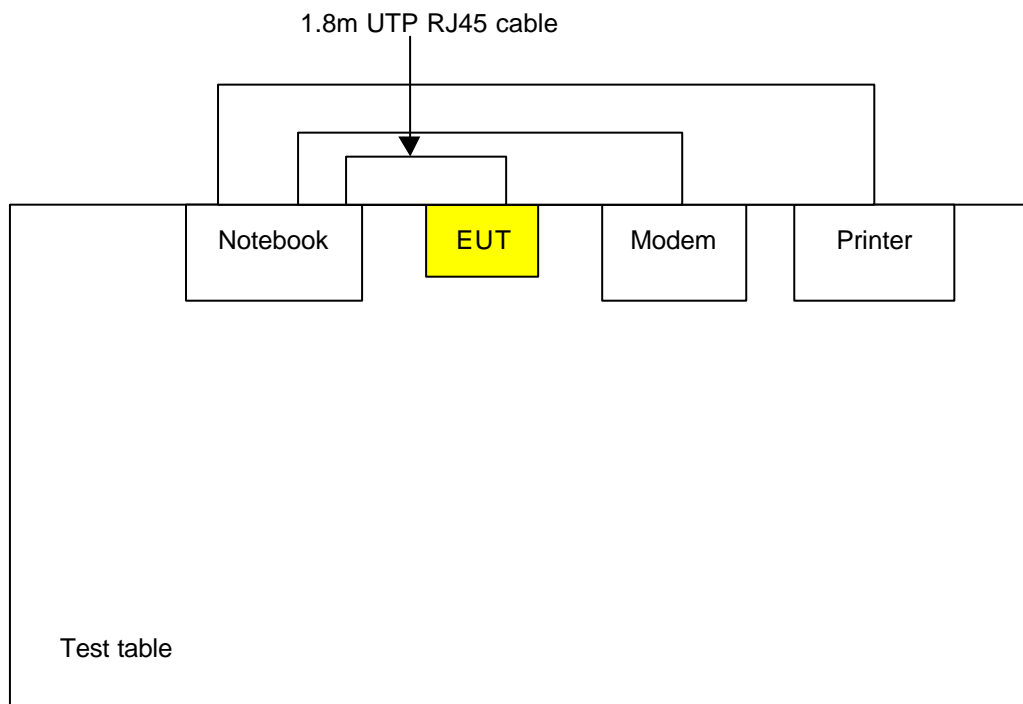 1.8m UTP RJ45 cable
Notebook
EUT
Modem
Printer
Test table